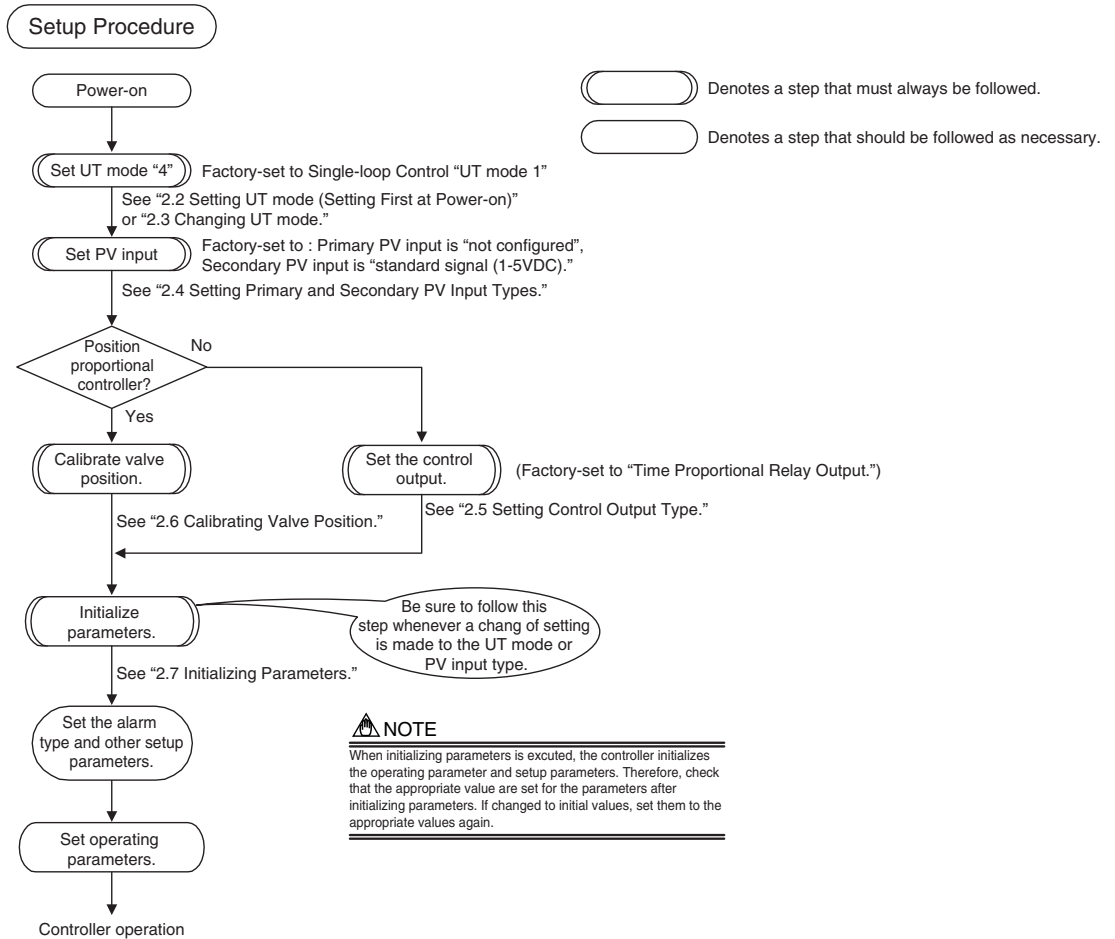 Setup Procedure
Power-on
Denotes a step that must always be followed.
Denotes a step that should be followed as necessary.
Set UT mode “4”
Factory-set to Single-loop Control “UT mode 1”
See “2.2 Setting UT mode (Setting First at Power-on)”
or “2.3 Changing UT mode.”
Set PV input
Factory-set to : Primary PV input is “not configured”,
Secondary PV input is “standard signal (1-5VDC).”
See “2.4 Setting Primary and Secondary PV Input Types.”
Position
proportional
controller?
No
Yes
Calibrate valve
position.
Set the control
output.
(Factory-set to “Time Proportional Relay Output.”)
See “2.6 Calibrating Valve Position.”
See “2.5 Setting Control Output Type.”
Initialize
parameters.
Be sure to follow this
step whenever a chang of setting
is made to the UT mode or
PV input type.
See “2.7 Initializing Parameters.”
Set the alarm
type and other setup
parameters.
NOTE
When initializing parameters is excuted, the controller initializes
the operating parameter and setup parameters. Therefore, check
that the appropriate value are set for the parameters after
initializing parameters. If changed to initial values, set them to the
appropriate values again.
Set operating
parameters.
Controller operation